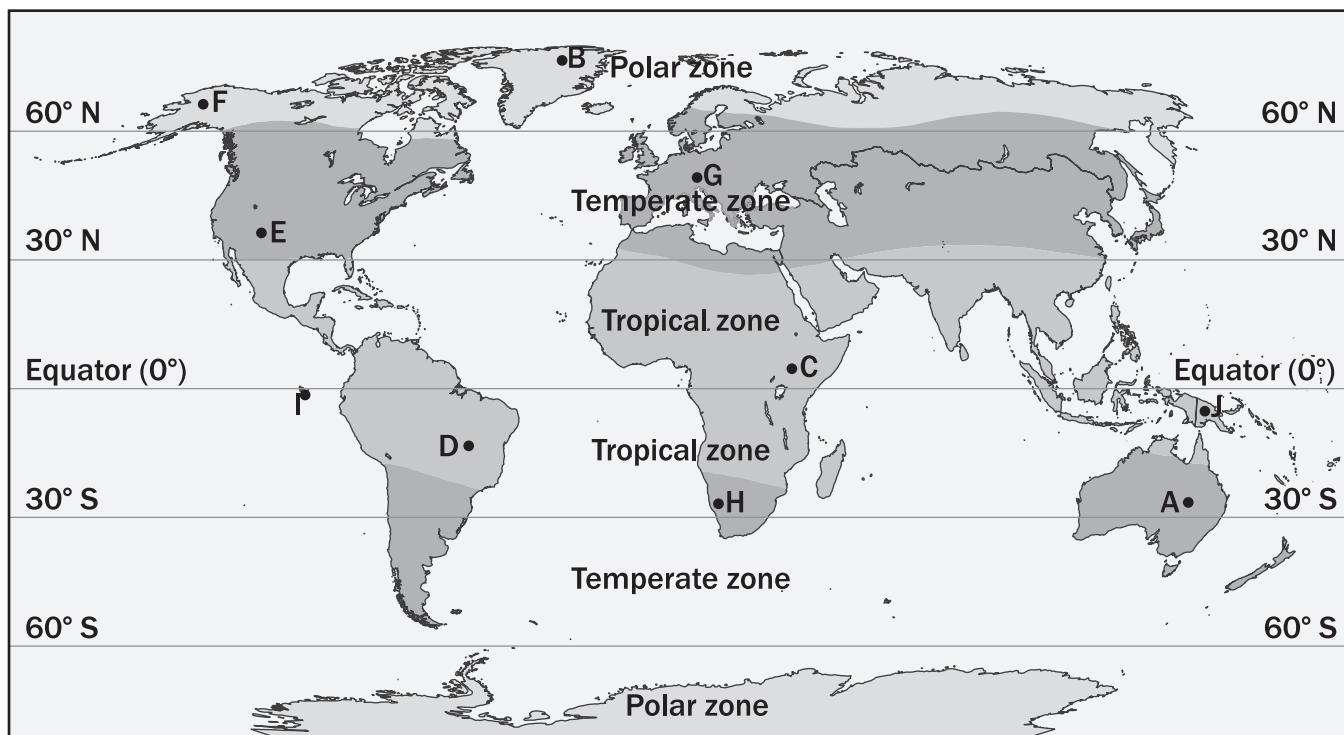 B
Polar zone
F
60° N
60° N
G
Temperate zone
E
30° N
30° N
Tropical zone
C
Equator (0°)
Equator (0°)
I
J
D
Tropical zone
H
A
30° S
30° S
Temperate zone
60° S
60° S
Polar zone